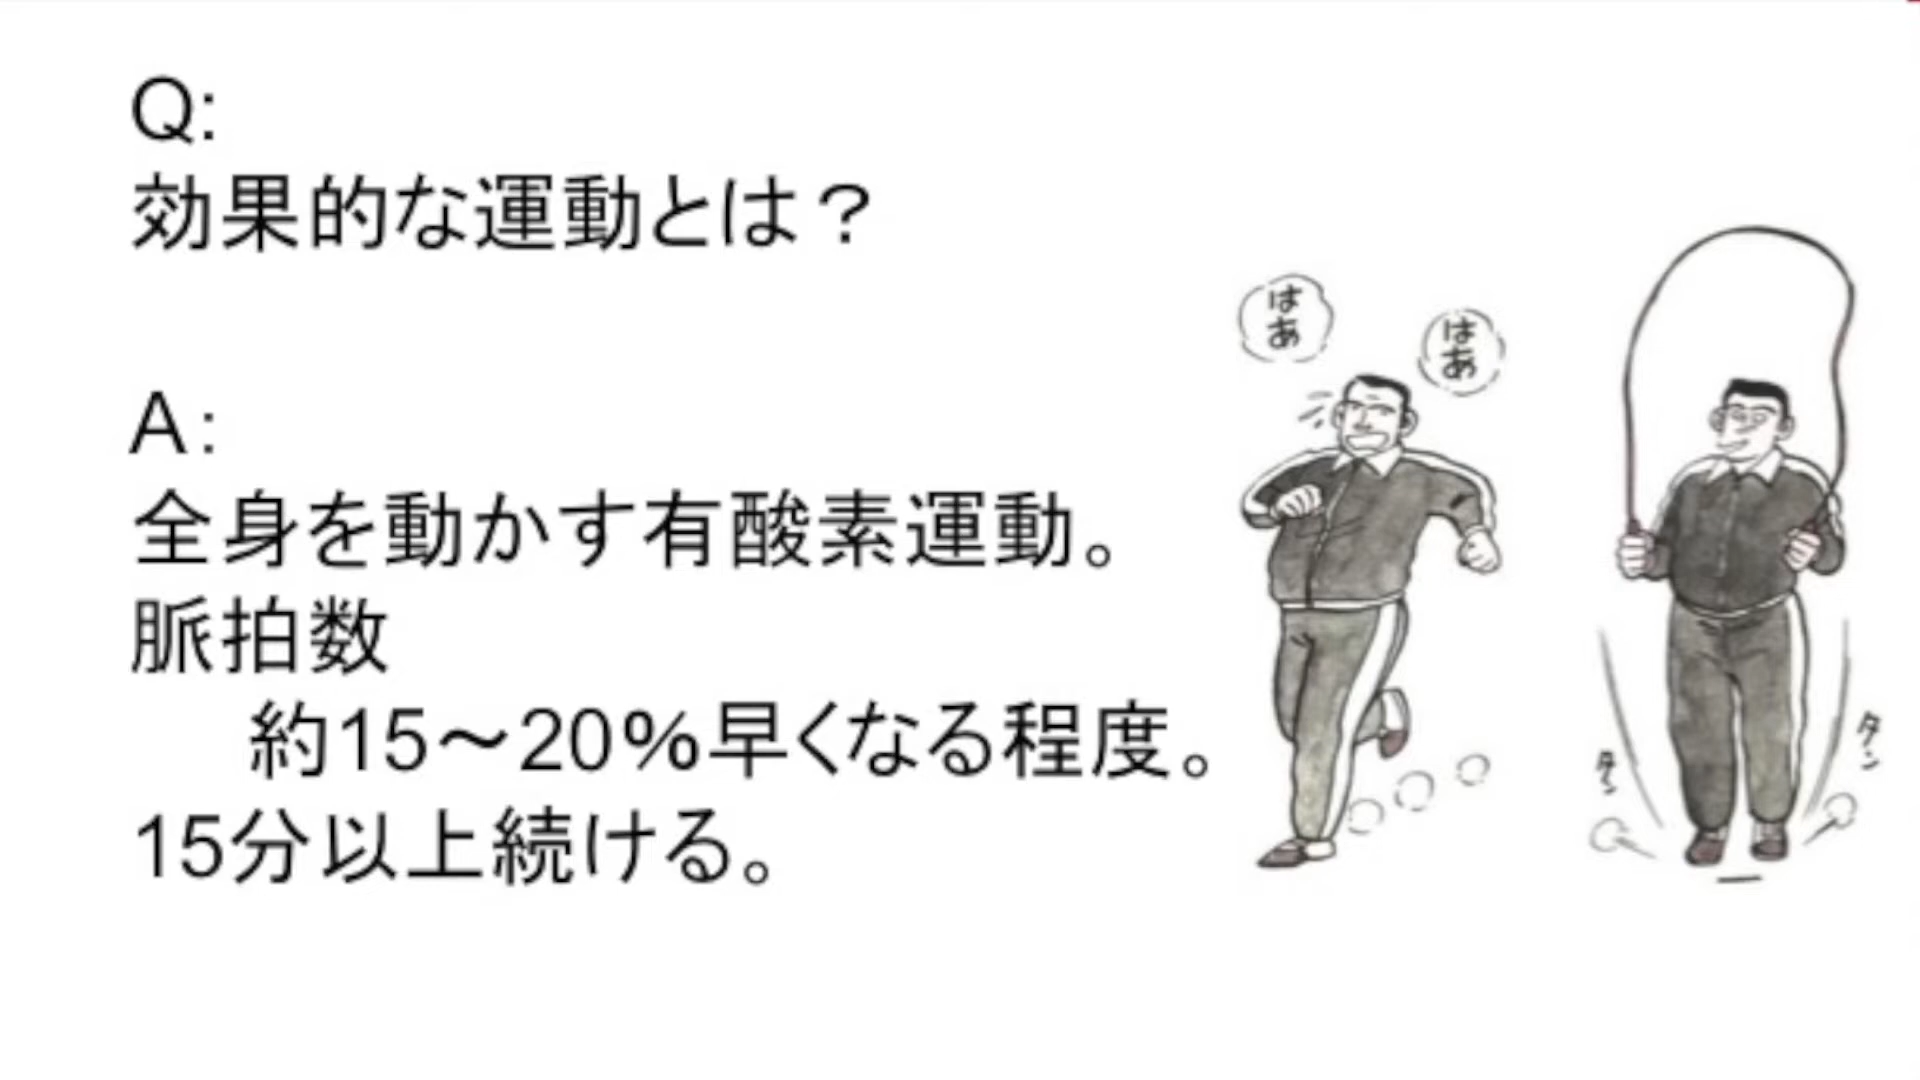 Q:
効果的な運動とは？
A：
全身を動かす有酸素運動。
脈拍数
約15～20％早くなる程度。
15分以上続ける。
はあ
はあ
タン
タン